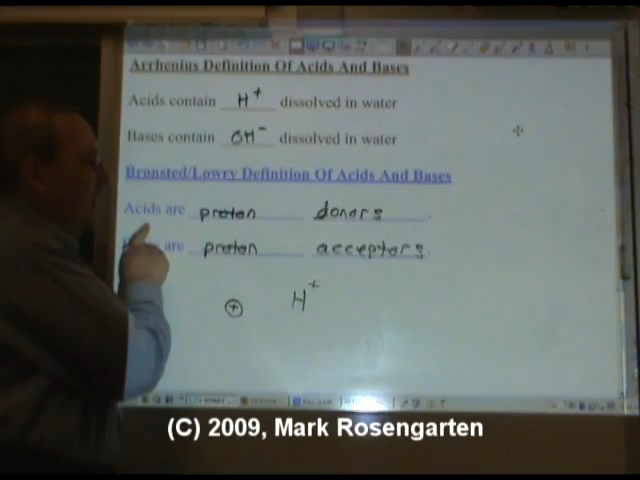 Arrhenius Definition Of Acids And Bases
Acids contain H+ dissolved in water
Bases contain OH- dissolved in water
Bronsted/Lowry Definition Of Acids And Bases
Acids are proton donors.
are proton acceptors.
+ H+
(C) 2009, Mark Rosengarten